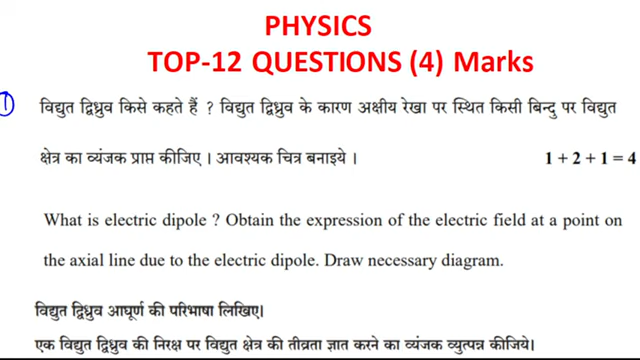 PHYSICS
TOP-12 QUESTIONS (4) Marks
1 विद्युत द्विध्रुव किसे कहते हैं ? विद्युत द्विध्रुव के कारण अक्षीय रेखा पर स्थित किसी बिन्दु पर विद्युत
क्षेत्र का व्यंजक प्राप्त कीजिए । आवश्यक चित्र बनाइये । 1 + 2 + 1 = 4
What is electric dipole ? Obtain the expression of the electric field at a point on
the axial line due to the electric dipole. Draw necessary diagram.
विद्युत द्विध्रुव आघूर्ण की परिभाषा लिखिए।
एक विद्युत द्विध्रुव की निरक्ष पर विद्युत क्षेत्र की तीव्रता ज्ञात करने का व्यंजक व्युत्पन्न कीजिये।